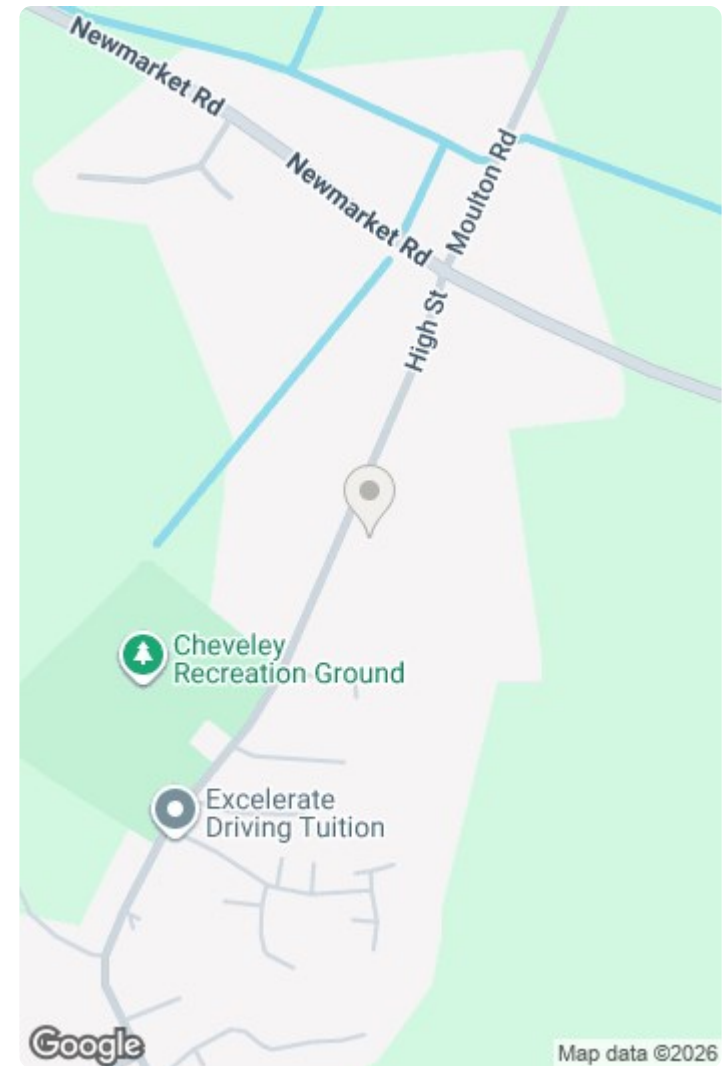 Newmarket Rd
Newmarket Rd
Moulton Rd
High St
Cheveley
Recreation Ground
Excelerate
Driving Tuition
Google
Map data ©2026